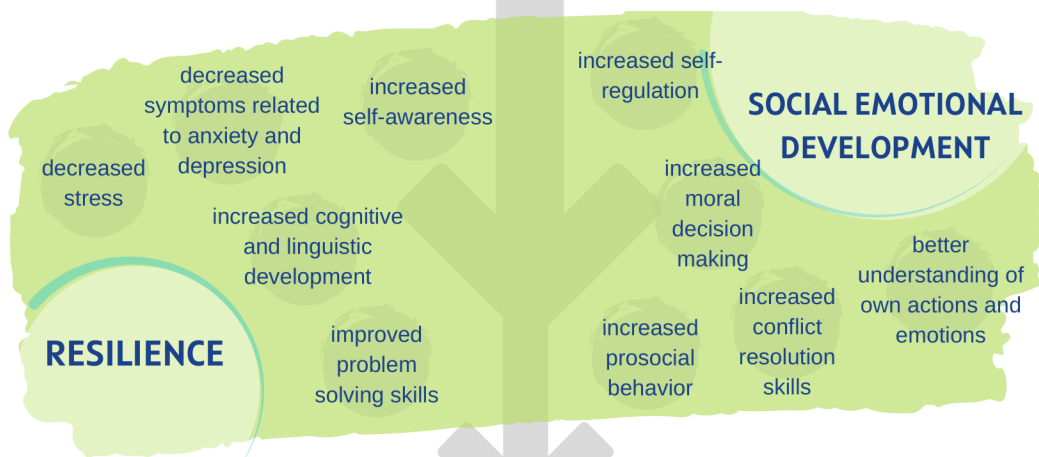 decreased
symptoms related
to anxiety and
depression
increased
self-awareness
decreased
stress
increased cognitive
and linguistic
development
RESILIENCE
improved
problem
solving skills
increased self-
regulation
SOCIAL EMOTIONAL
DEVELOPMENT
increased
moral
decision
making
better
understanding of
own actions and
emotions
increased
conflict
resolution
skills
increased
prosocial
behavior